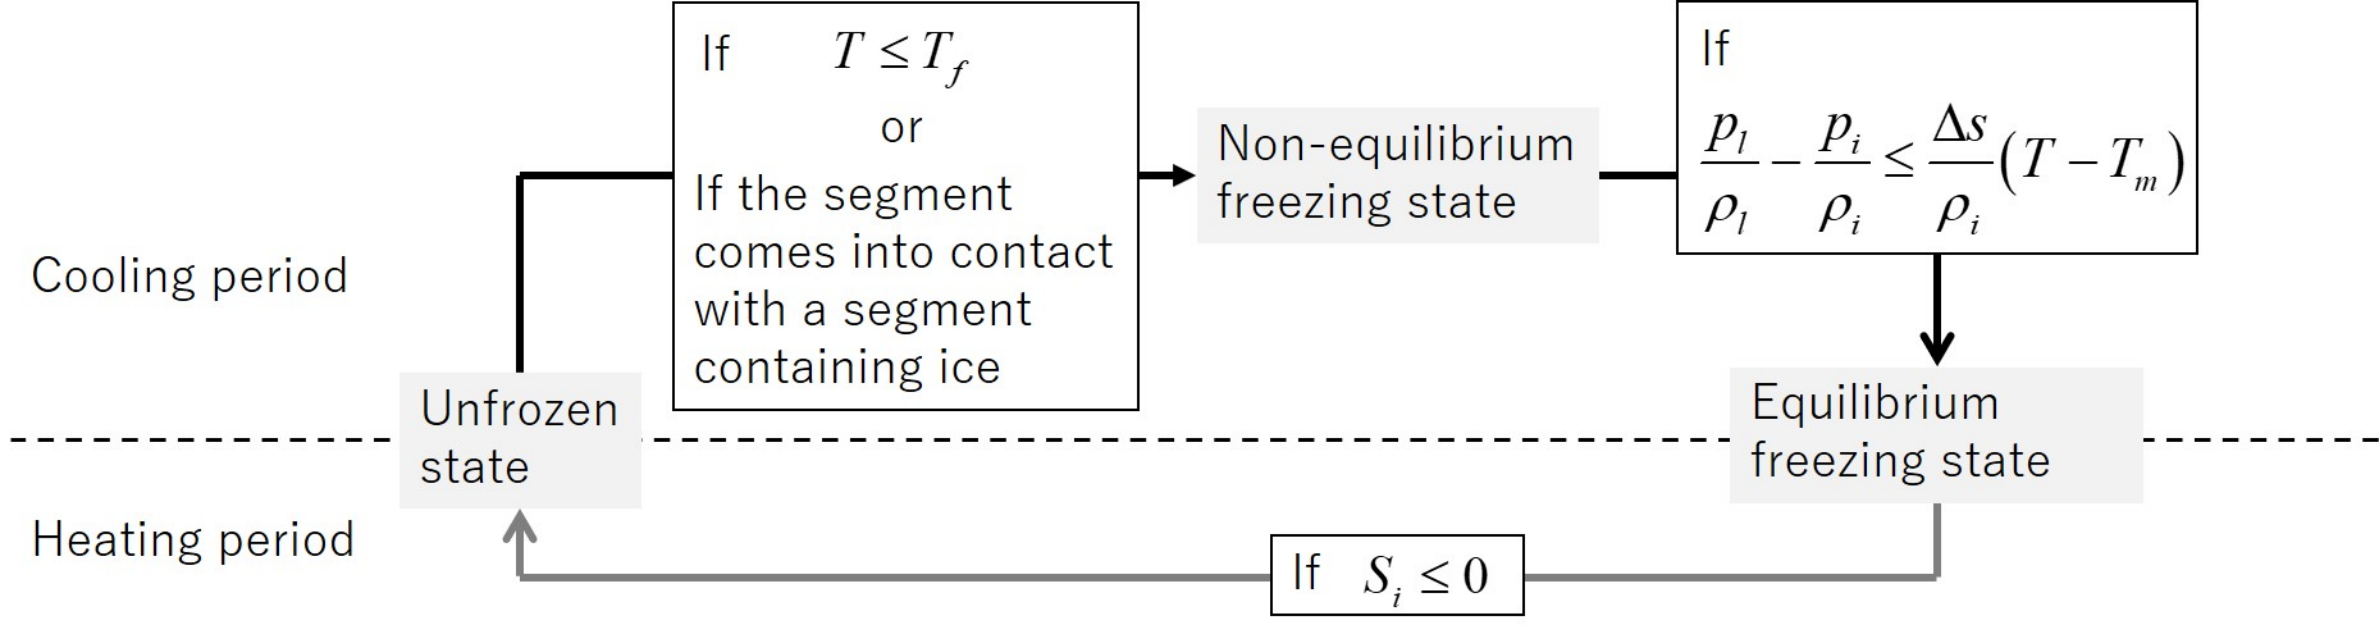 If T ≤ T_f
or
If the segment
comes into contact
with a segment
containing ice
Non-equilibrium
freezing state
If
p_l/ρ_l − p_i/ρ_i ≤ Δs/ρ_i (T − T_m)
Cooling period
Unfrozen
state
Equilibrium
freezing state
Heating period
If S_i ≤ 0